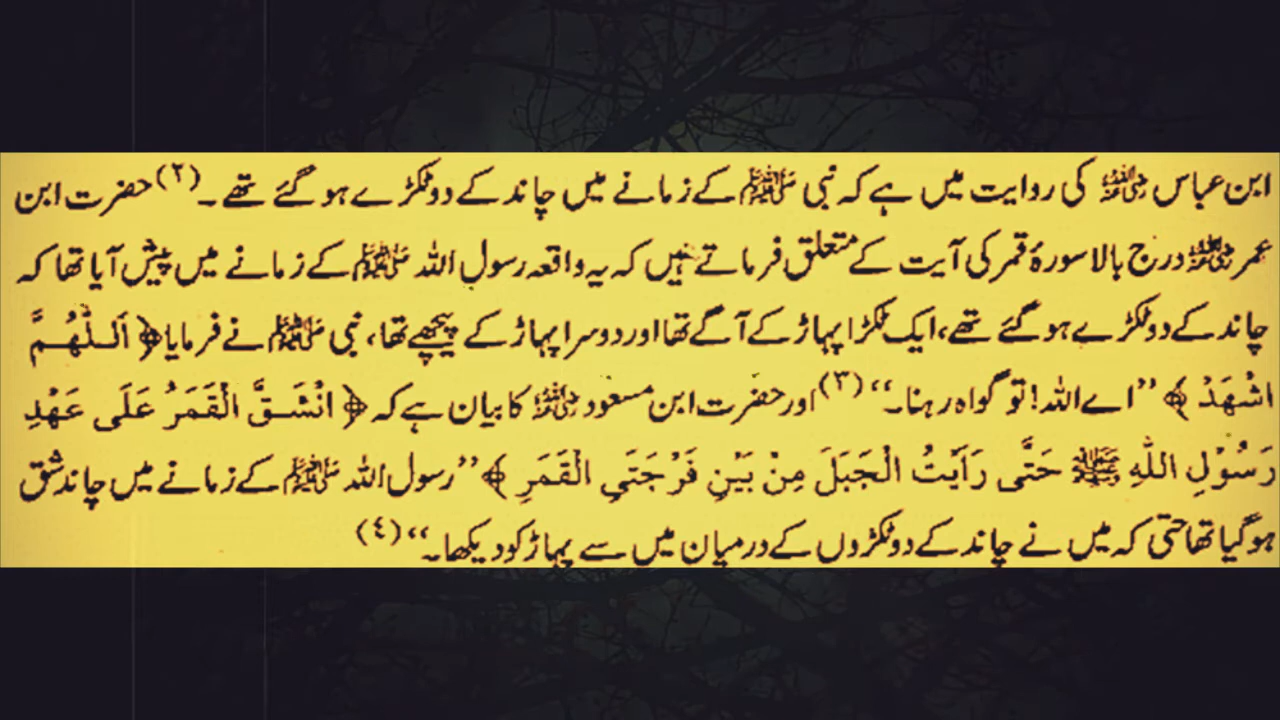 ابن عباس رضی اللہ عنہ کی روایت میں ہے کہ نبی ﷺ کے زمانے میں چاند کے دو ٹکڑے ہو گئے تھے۔ (۲) حضرت ابن
عمر رضی اللہ عنہ درج بالا سورۂ قمر کی آیت کے متعلق فرماتے ہیں کہ یہ واقعہ رسول اللہ ﷺ کے زمانے میں پیش آیا تھا کہ
چاند کے دو ٹکڑے ہو گئے تھے، ایک ٹکڑا پہاڑ کے آگے تھا اور دوسرا پہاڑ کے پیچھے تھا، نبی ﷺ نے فرمایا ﴿ اَللّٰهُمَّ
اشْهَدْ ﴾ ”اے اللہ! تو گواہ رہنا۔“ (۳) اور حضرت ابن مسعود رضی اللہ عنہ کا بیان ہے کہ ﴿ انْشَقَّ الْقَمَرُ عَلَى عَهْدِ
رَسُوْلِ اللّٰهِ ﷺ حَتَّى رَاَيْتُ الْجَبَلَ مِنْ بَيْنِ فَرْجَتَيِ الْقَمَرِ ﴾ ”رسول اللہ ﷺ کے زمانے میں چاند شق
ہو گیا تھا حتی کہ میں نے چاند کے دو ٹکڑوں کے درمیان میں سے پہاڑ کو دیکھا۔“ (٤)